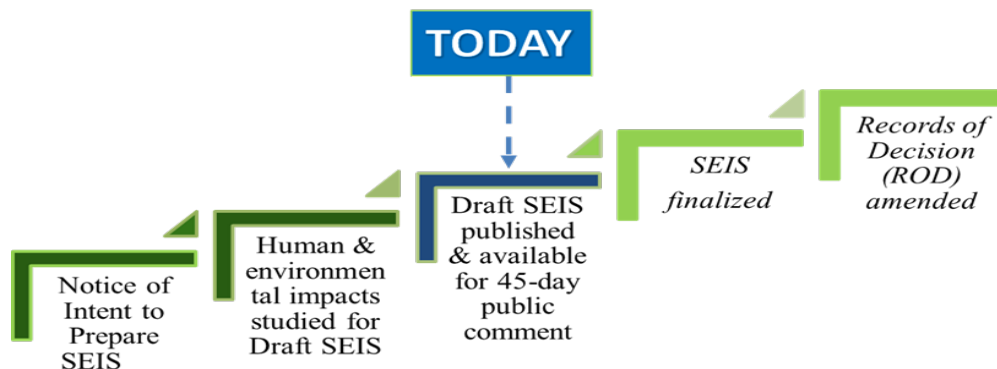 TODAY
Notice of
Intent to
Prepare
SEIS
Human &
environmen
tal impacts
studied for
Draft SEIS
Draft SEIS
published
& available
for 45-day
public
comment
SEIS
finalized
Records of
Decision
(ROD)
amended